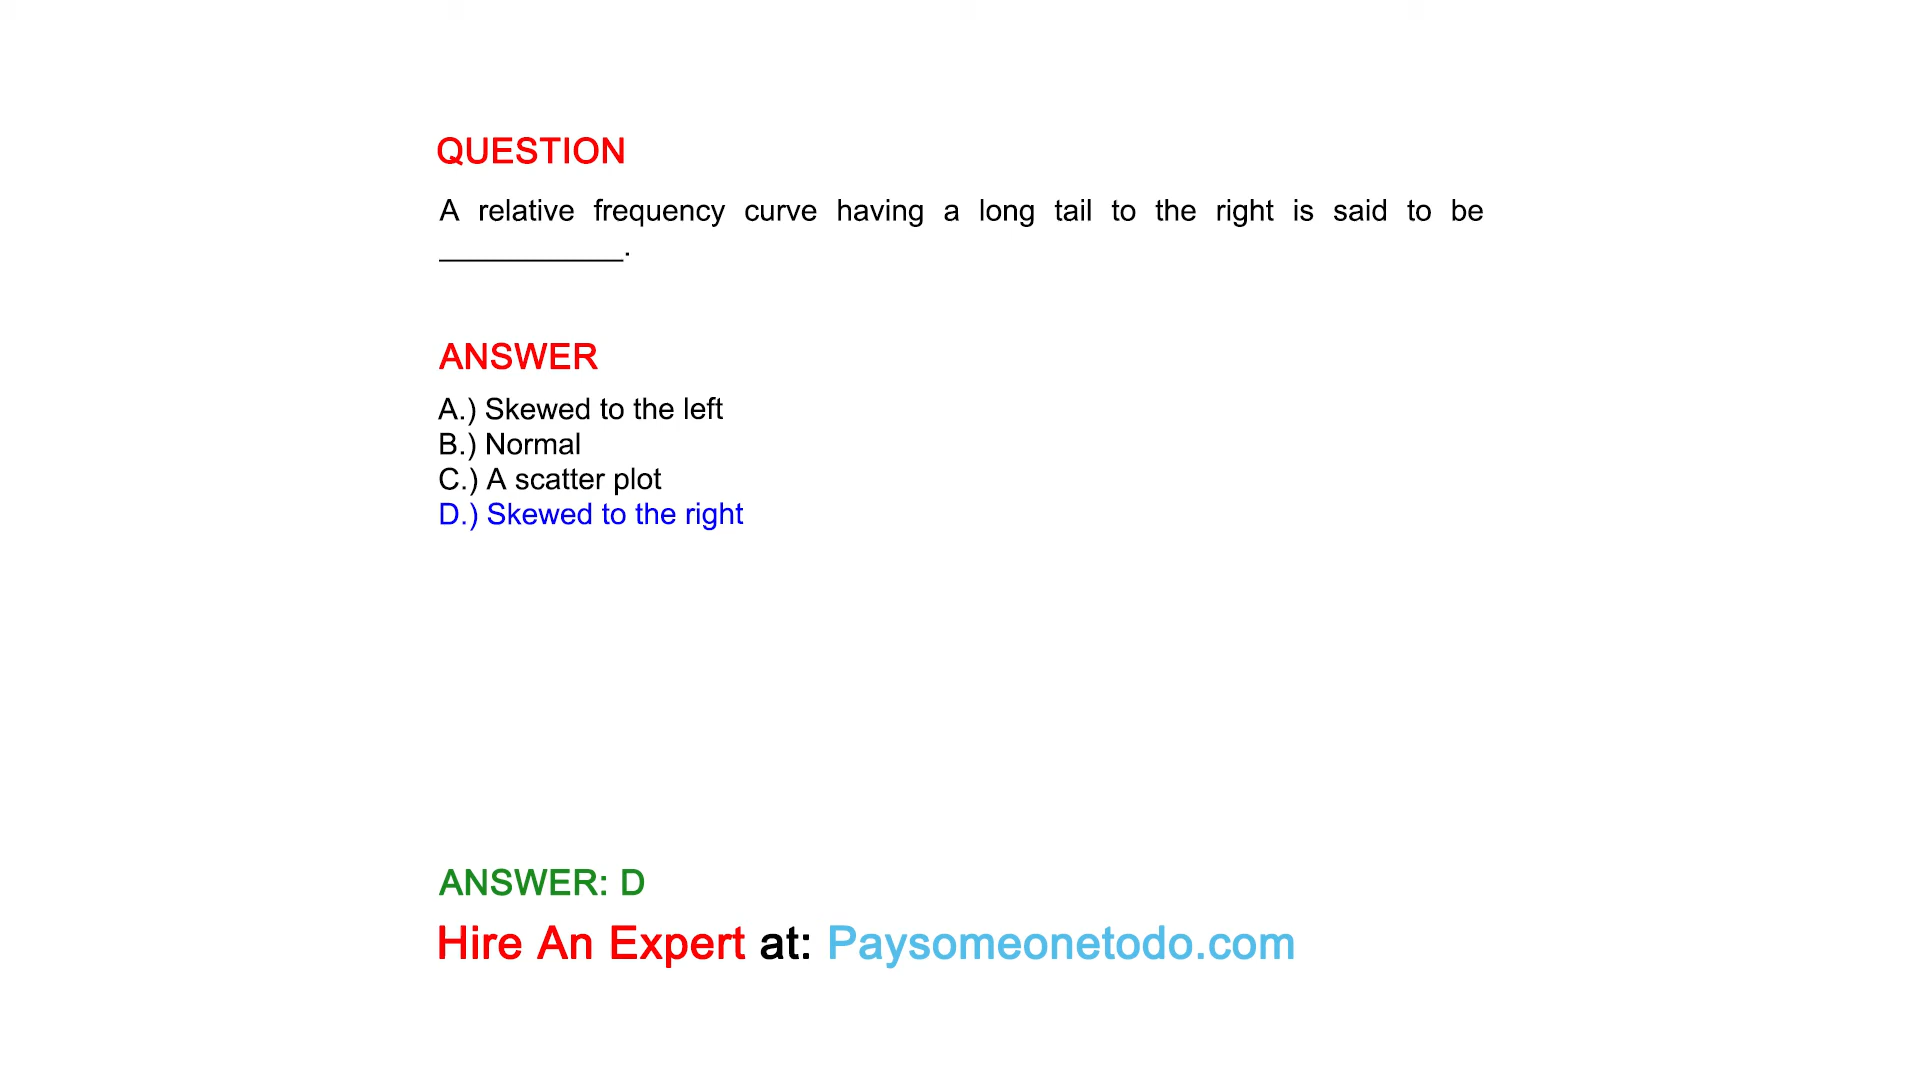 QUESTION
A relative frequency curve having a long tail to the right is said to be
___________.
ANSWER
A.) Skewed to the left
B.) Normal
C.) A scatter plot
D.) Skewed to the right
ANSWER: D
Hire An Expert at: Paysomeonetodo.com